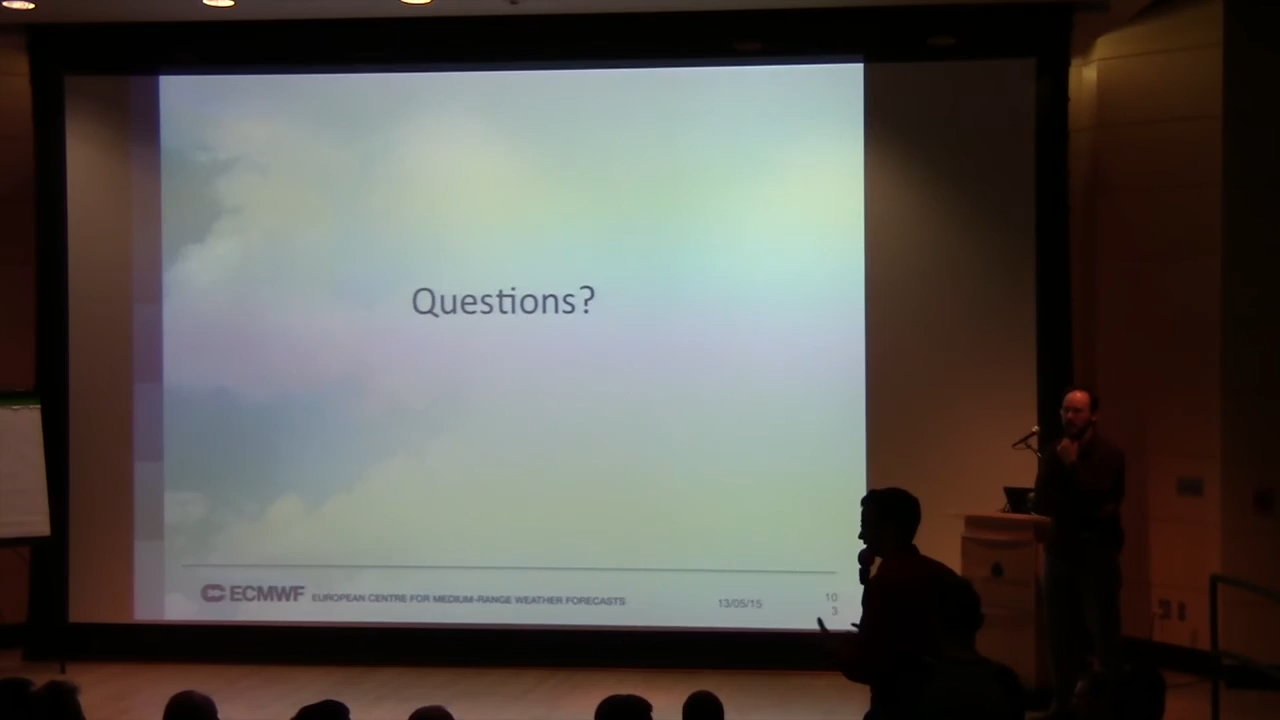 Questions?
ECMWF EUROPEAN CENTRE FOR MEDIUM-RANGE WEATHER FORECASTS
13/05/15
10
3